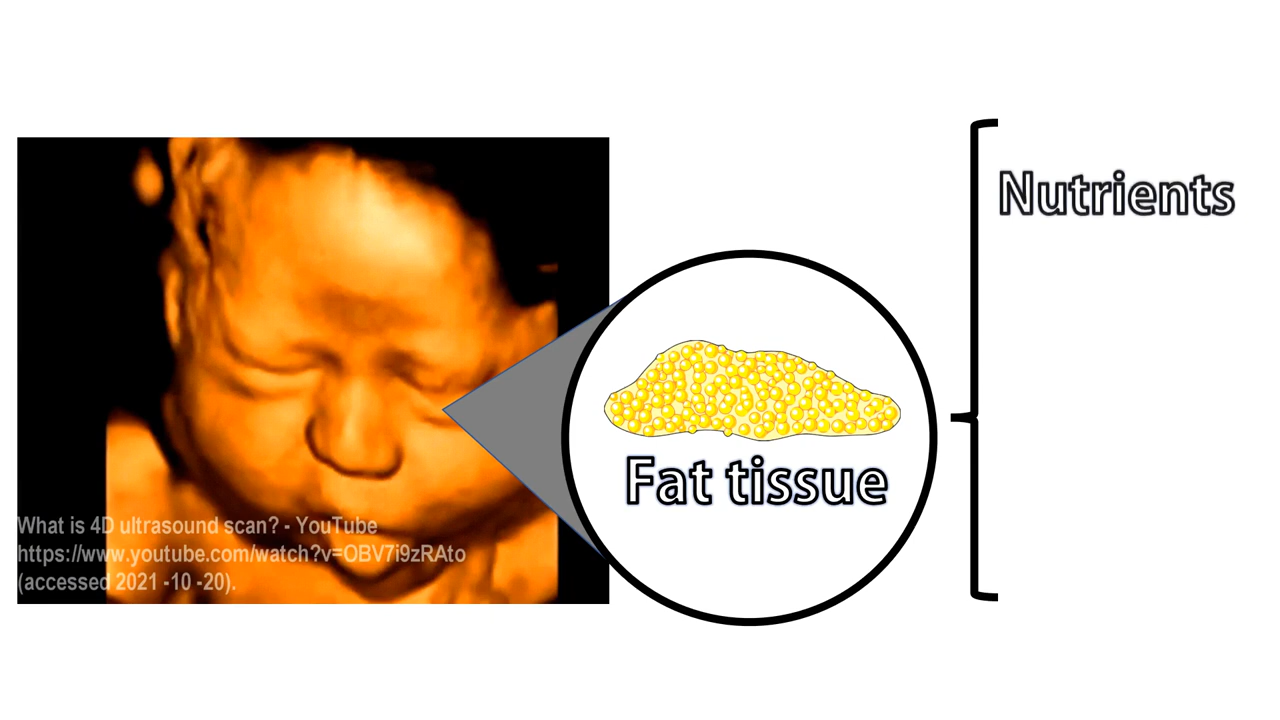 Nutrients
Fat tissue
What is 4D ultrasound scan? - YouTube
https://www.youtube.com/watch?v=OBV7i9zRAto
(accessed 2021 -10 -20).